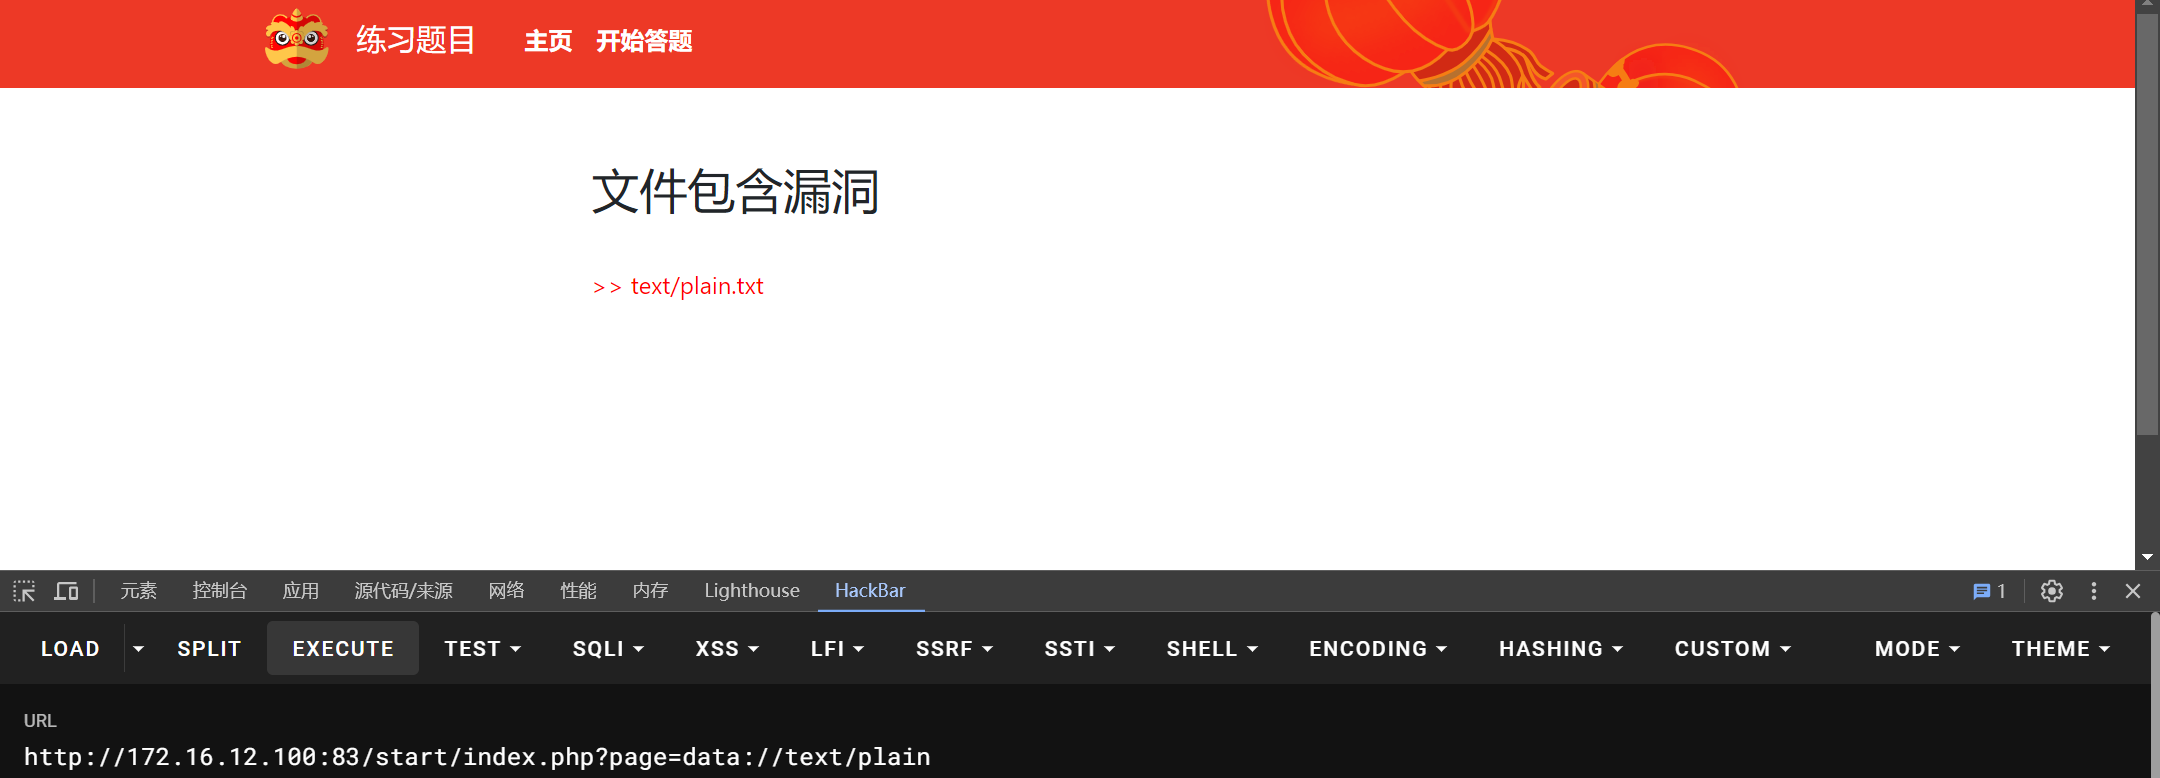 练习题目 主页 开始答题
文件包含漏洞
>> text/plain.txt
元素 控制台 应用 源代码/来源 网络 性能 内存 Lighthouse HackBar 1
LOAD SPLIT EXECUTE TEST SQLI XSS LFI SSRF SSTI SHELL ENCODING HASHING CUSTOM MODE THEME
URL
http://172.16.12.100:83/start/index.php?page=data://text/plain